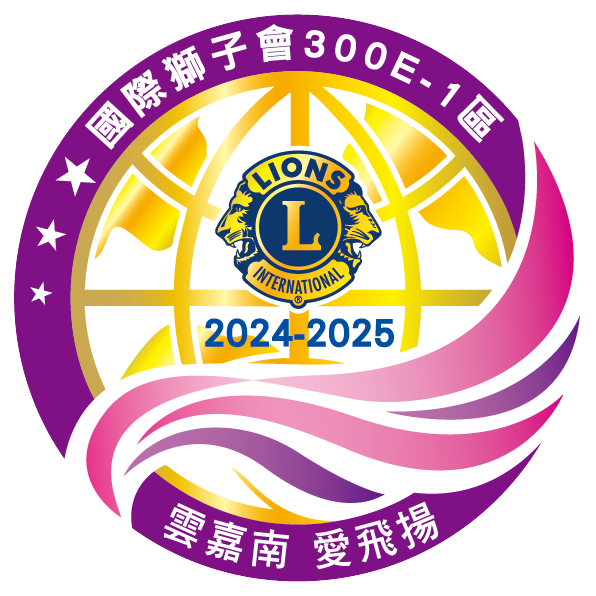 國際獅子會300E-1區
LIONS
L
INTERNATIONAL
®
2024-2025
雲嘉南 愛飛揚